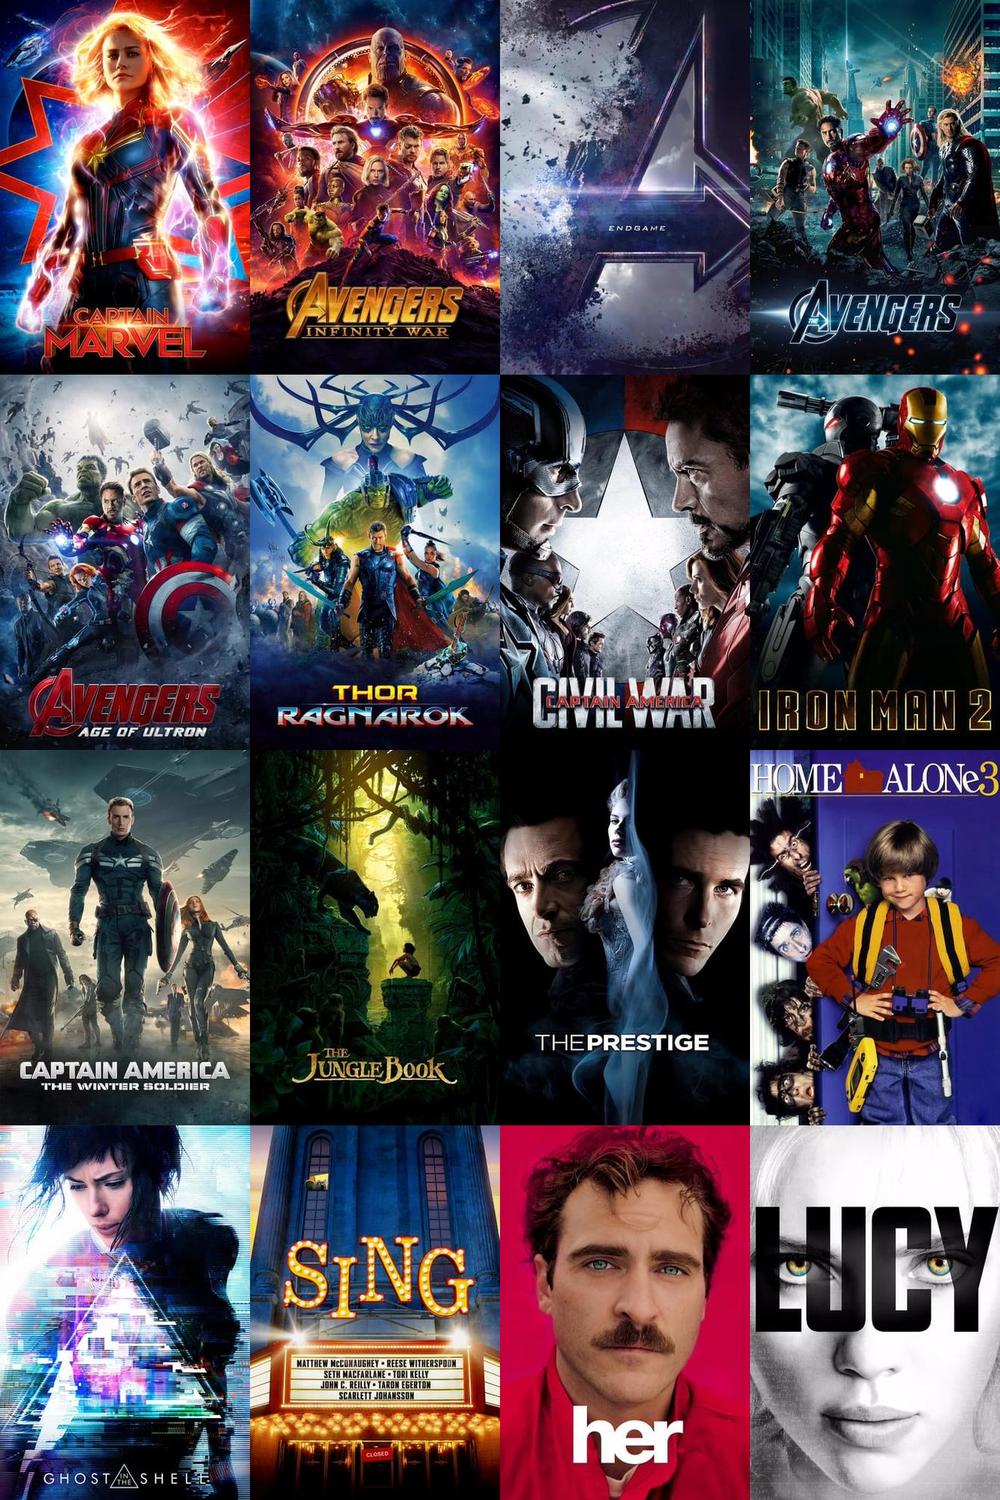 CAPTAIN
MARVEL
AVENGERS
INFINITY WAR
ENDGAME
AVENGERS
AVENGERS
AGE OF ULTRON
THOR
RAGNAROK
CIVIL WAR
CAPTAIN AMERICA
IRON MAN 2
CAPTAIN AMERICA
THE WINTER SOLDIER
THE
JUNGLE BOOK
THE PRESTIGE
HOME ALONe3
GHOST IN THE SHELL
SING
MATTHEW McCONAUGHEY • REESE WITHERSPOON
SETH MACFARLANE • TORI KELLY
JOHN C. REILLY • TARON EGERTON
SCARLETT JOHANSSON
CLOSED
her
LUCY